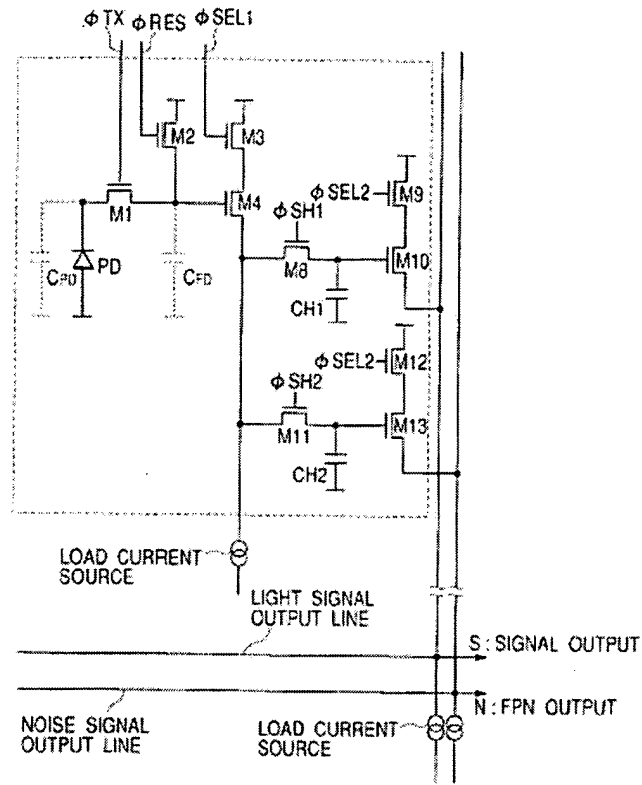 ϕTX
ϕRES
ϕSEL1
M2
M3
M1
M4
ϕSEL2
M9
ϕSH1
M8
M10
CPD
PD
CFD
CH1
ϕSEL2
M12
ϕSH2
M11
M13
CH2
LOAD CURRENT
SOURCE
LIGHT SIGNAL
OUTPUT LINE
S : SIGNAL OUTPUT
N : FPN OUTPUT
NOISE SIGNAL
OUTPUT LINE
LOAD CURRENT
SOURCE